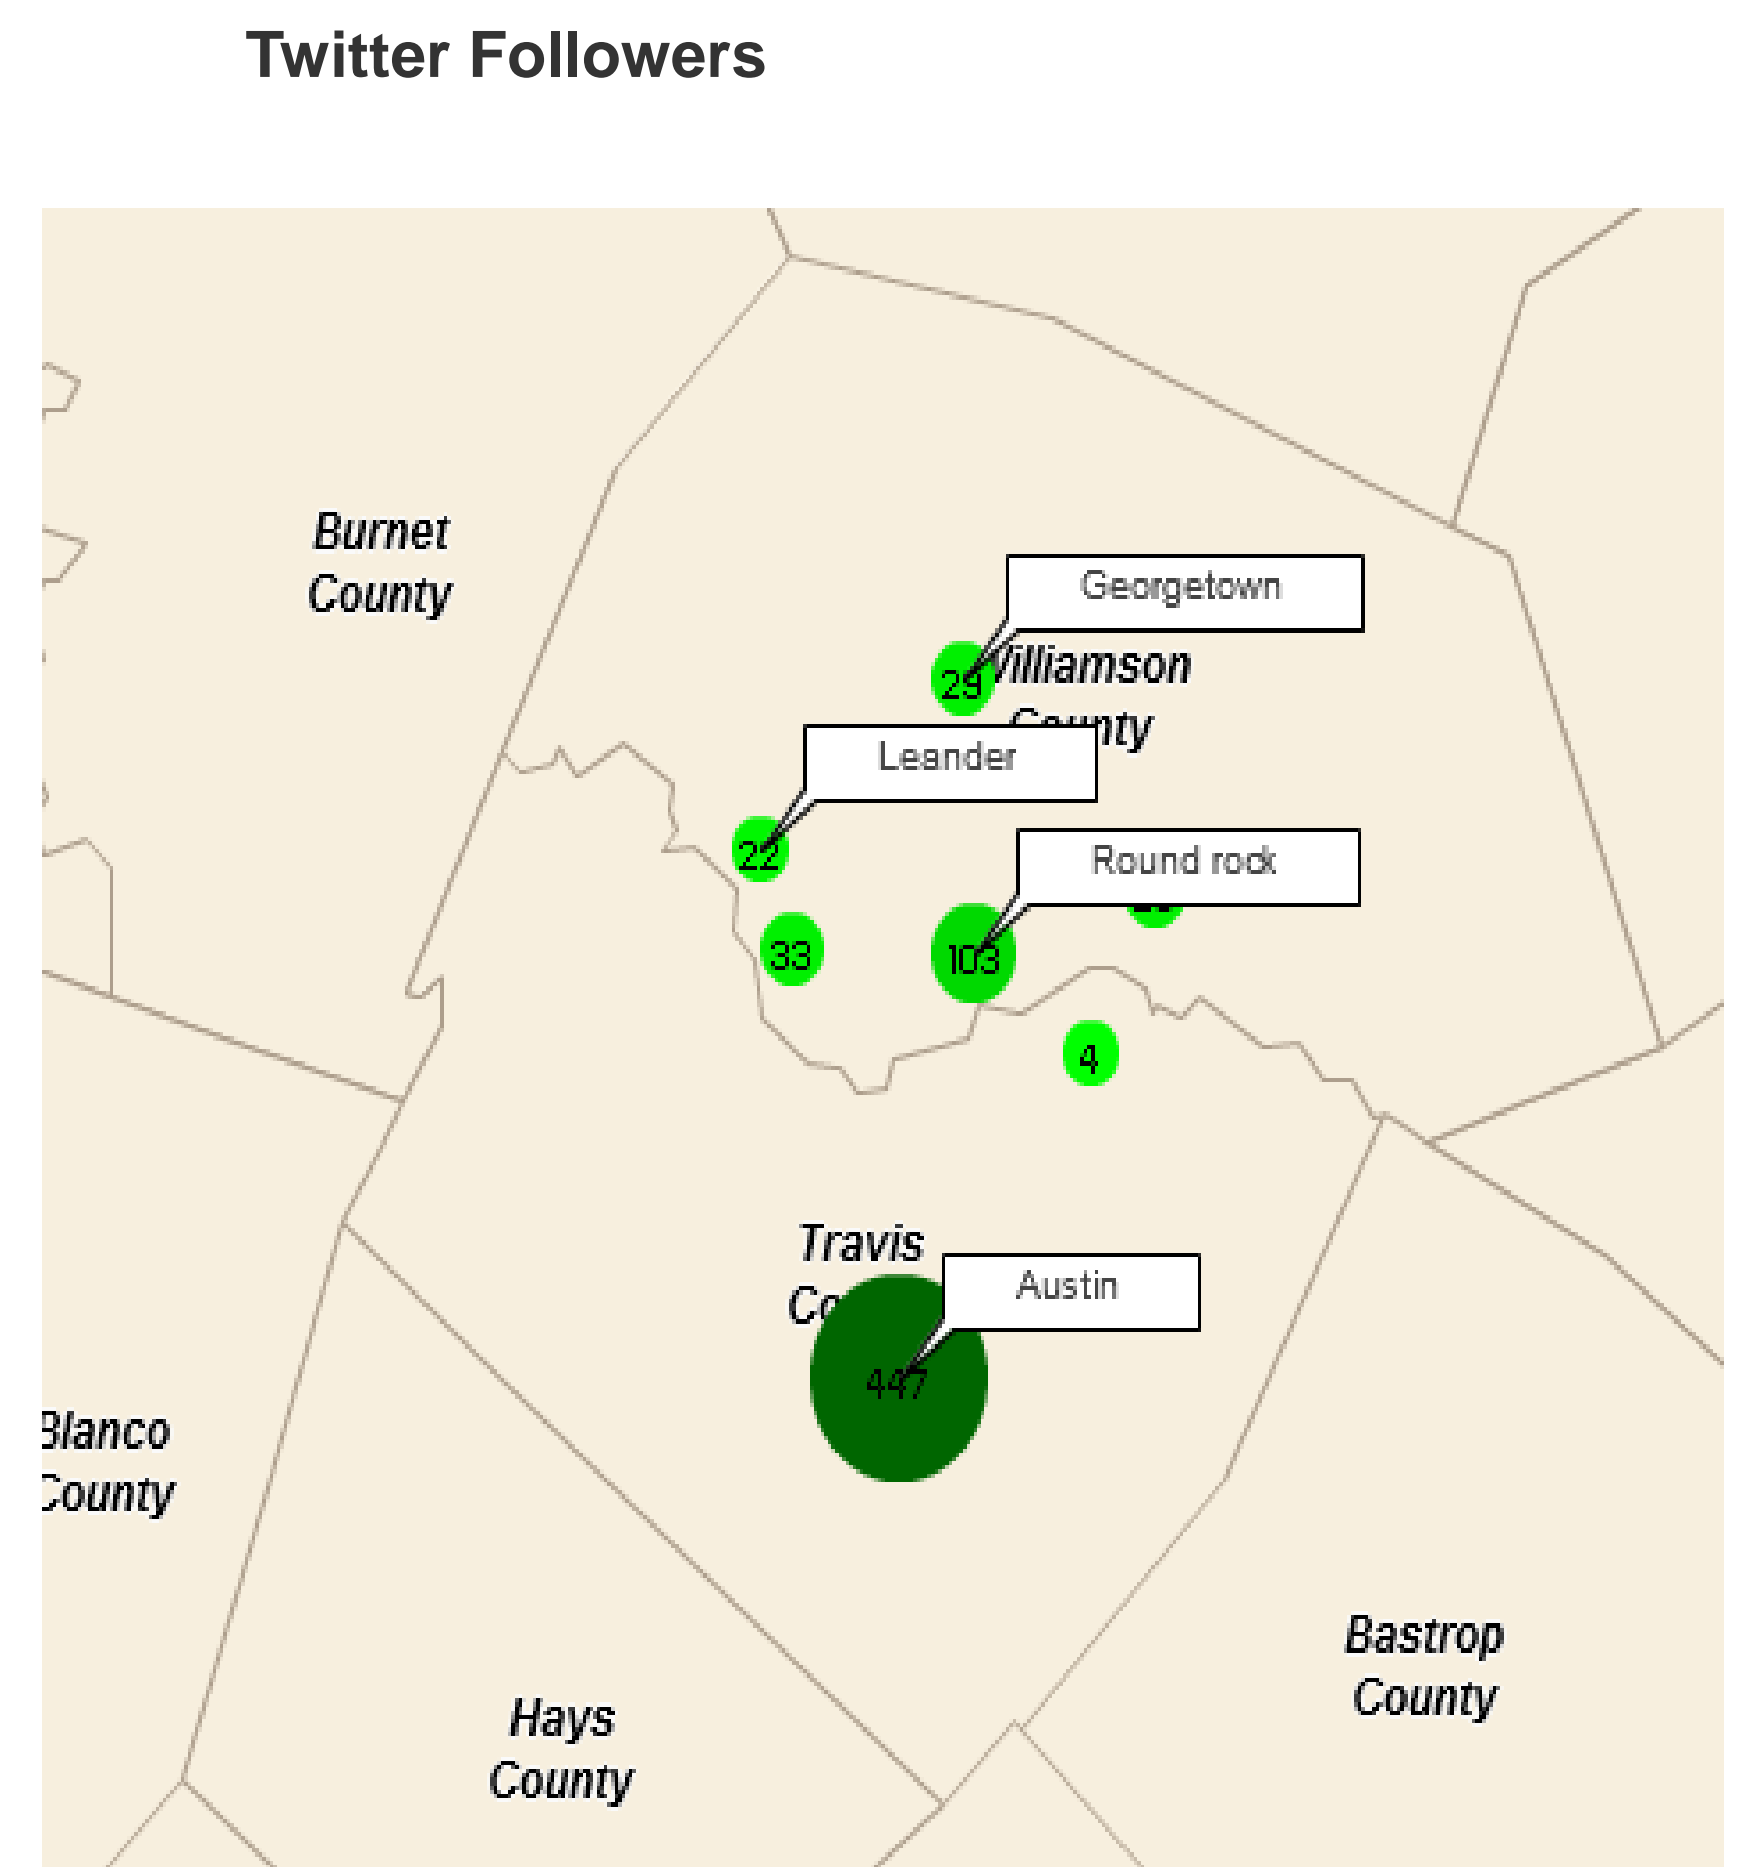 Twitter Followers
Burnet
County
Georgetown
29
Williamson
County
Leander
22
Round rock
33
103
4
Travis
Austin
447
Blanco
County
Bastrop
County
Hays
County